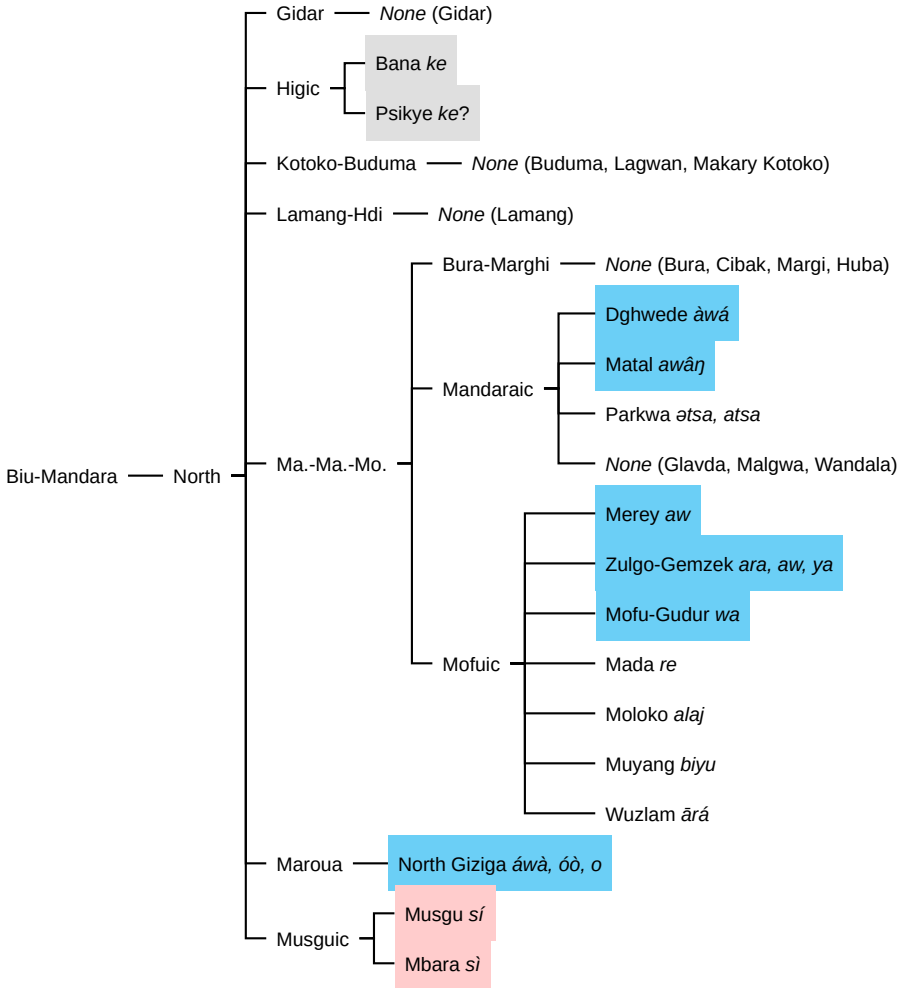 Gidar None (Gidar)
Bana ke
Higic
Psikye ke?
Kotoko-Buduma None (Buduma, Lagwan, Makary Kotoko)
Lamang-Hdi None (Lamang)
Bura-Marghi None (Bura, Cibak, Margi, Huba)
Dghwede àwá
Matal awâŋ
Mandaraic
Parkwa ətsa, atsa
Ma.-Ma.-Mo. None (Glavda, Malgwa, Wandala)
Biu-Mandara North
Merey aw
Zulgo-Gemzek ara, aw, ya
Mofu-Gudur wa
Mofuic Mada re
Moloko alaj
Muyang biyu
Wuzlam ārá
Maroua North Giziga áwà, óò, o
Musgu sí
Musguic
Mbara sì